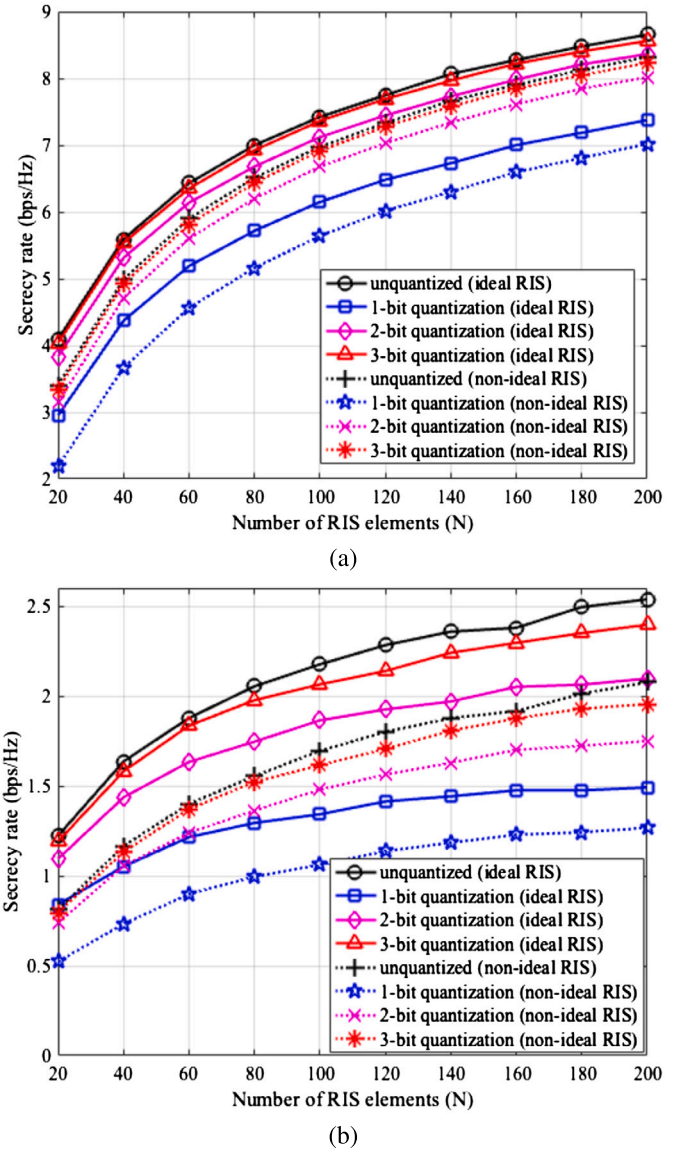 9
8
7
6
5
4
3
2
Secrecy rate (bps/Hz)
unquantized (ideal RIS)
1-bit quantization (ideal RIS)
2-bit quantization (ideal RIS)
3-bit quantization (ideal RIS)
unquantized (non-ideal RIS)
1-bit quantization (non-ideal RIS)
2-bit quantization (non-ideal RIS)
3-bit quantization (non-ideal RIS)
20 40 60 80 100 120 140 160 180 200
Number of RIS elements (N)
(a)
2.5
2
1.5
1
0.5
0
Secrecy rate (bps/Hz)
unquantized (ideal RIS)
1-bit quantization (ideal RIS)
2-bit quantization (ideal RIS)
3-bit quantization (ideal RIS)
unquantized (non-ideal RIS)
1-bit quantization (non-ideal RIS)
2-bit quantization (non-ideal RIS)
3-bit quantization (non-ideal RIS)
20 40 60 80 100 120 140 160 180 200
Number of RIS elements (N)
(b)